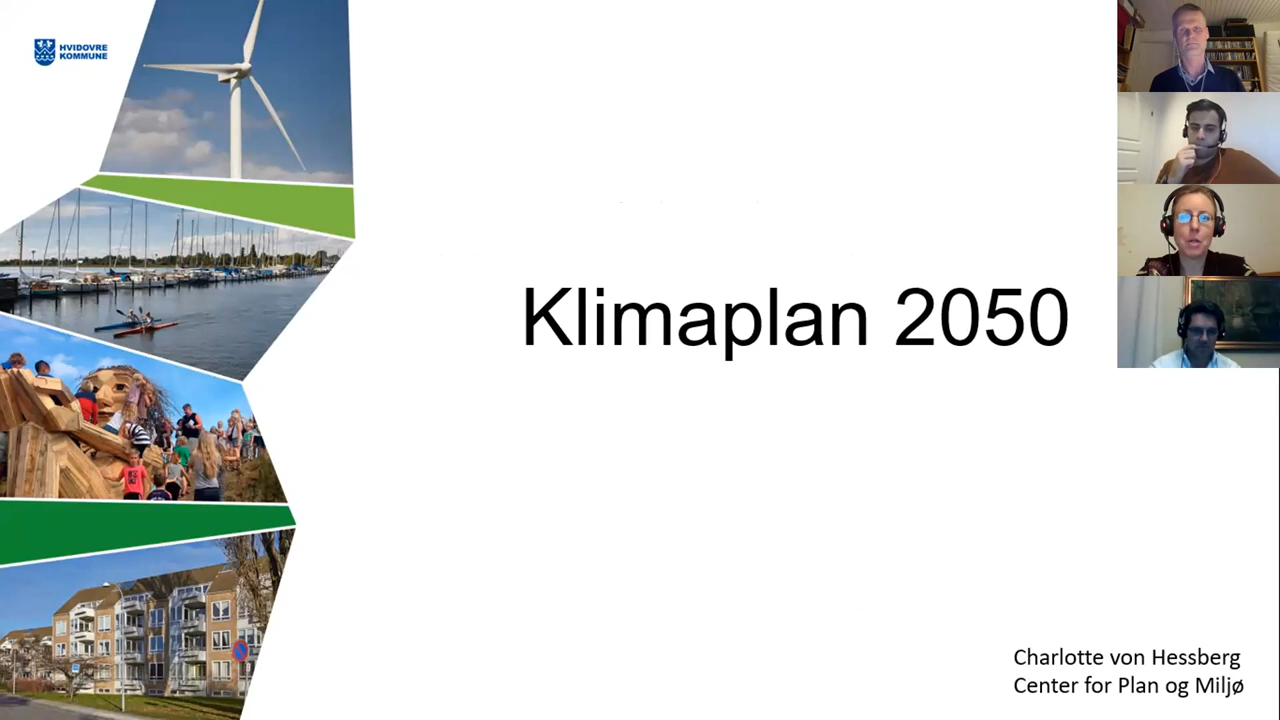 HVIDOVRE
KOMMUNE
Klimaplan 2050
Charlotte von Hessberg
Center for Plan og Miljø